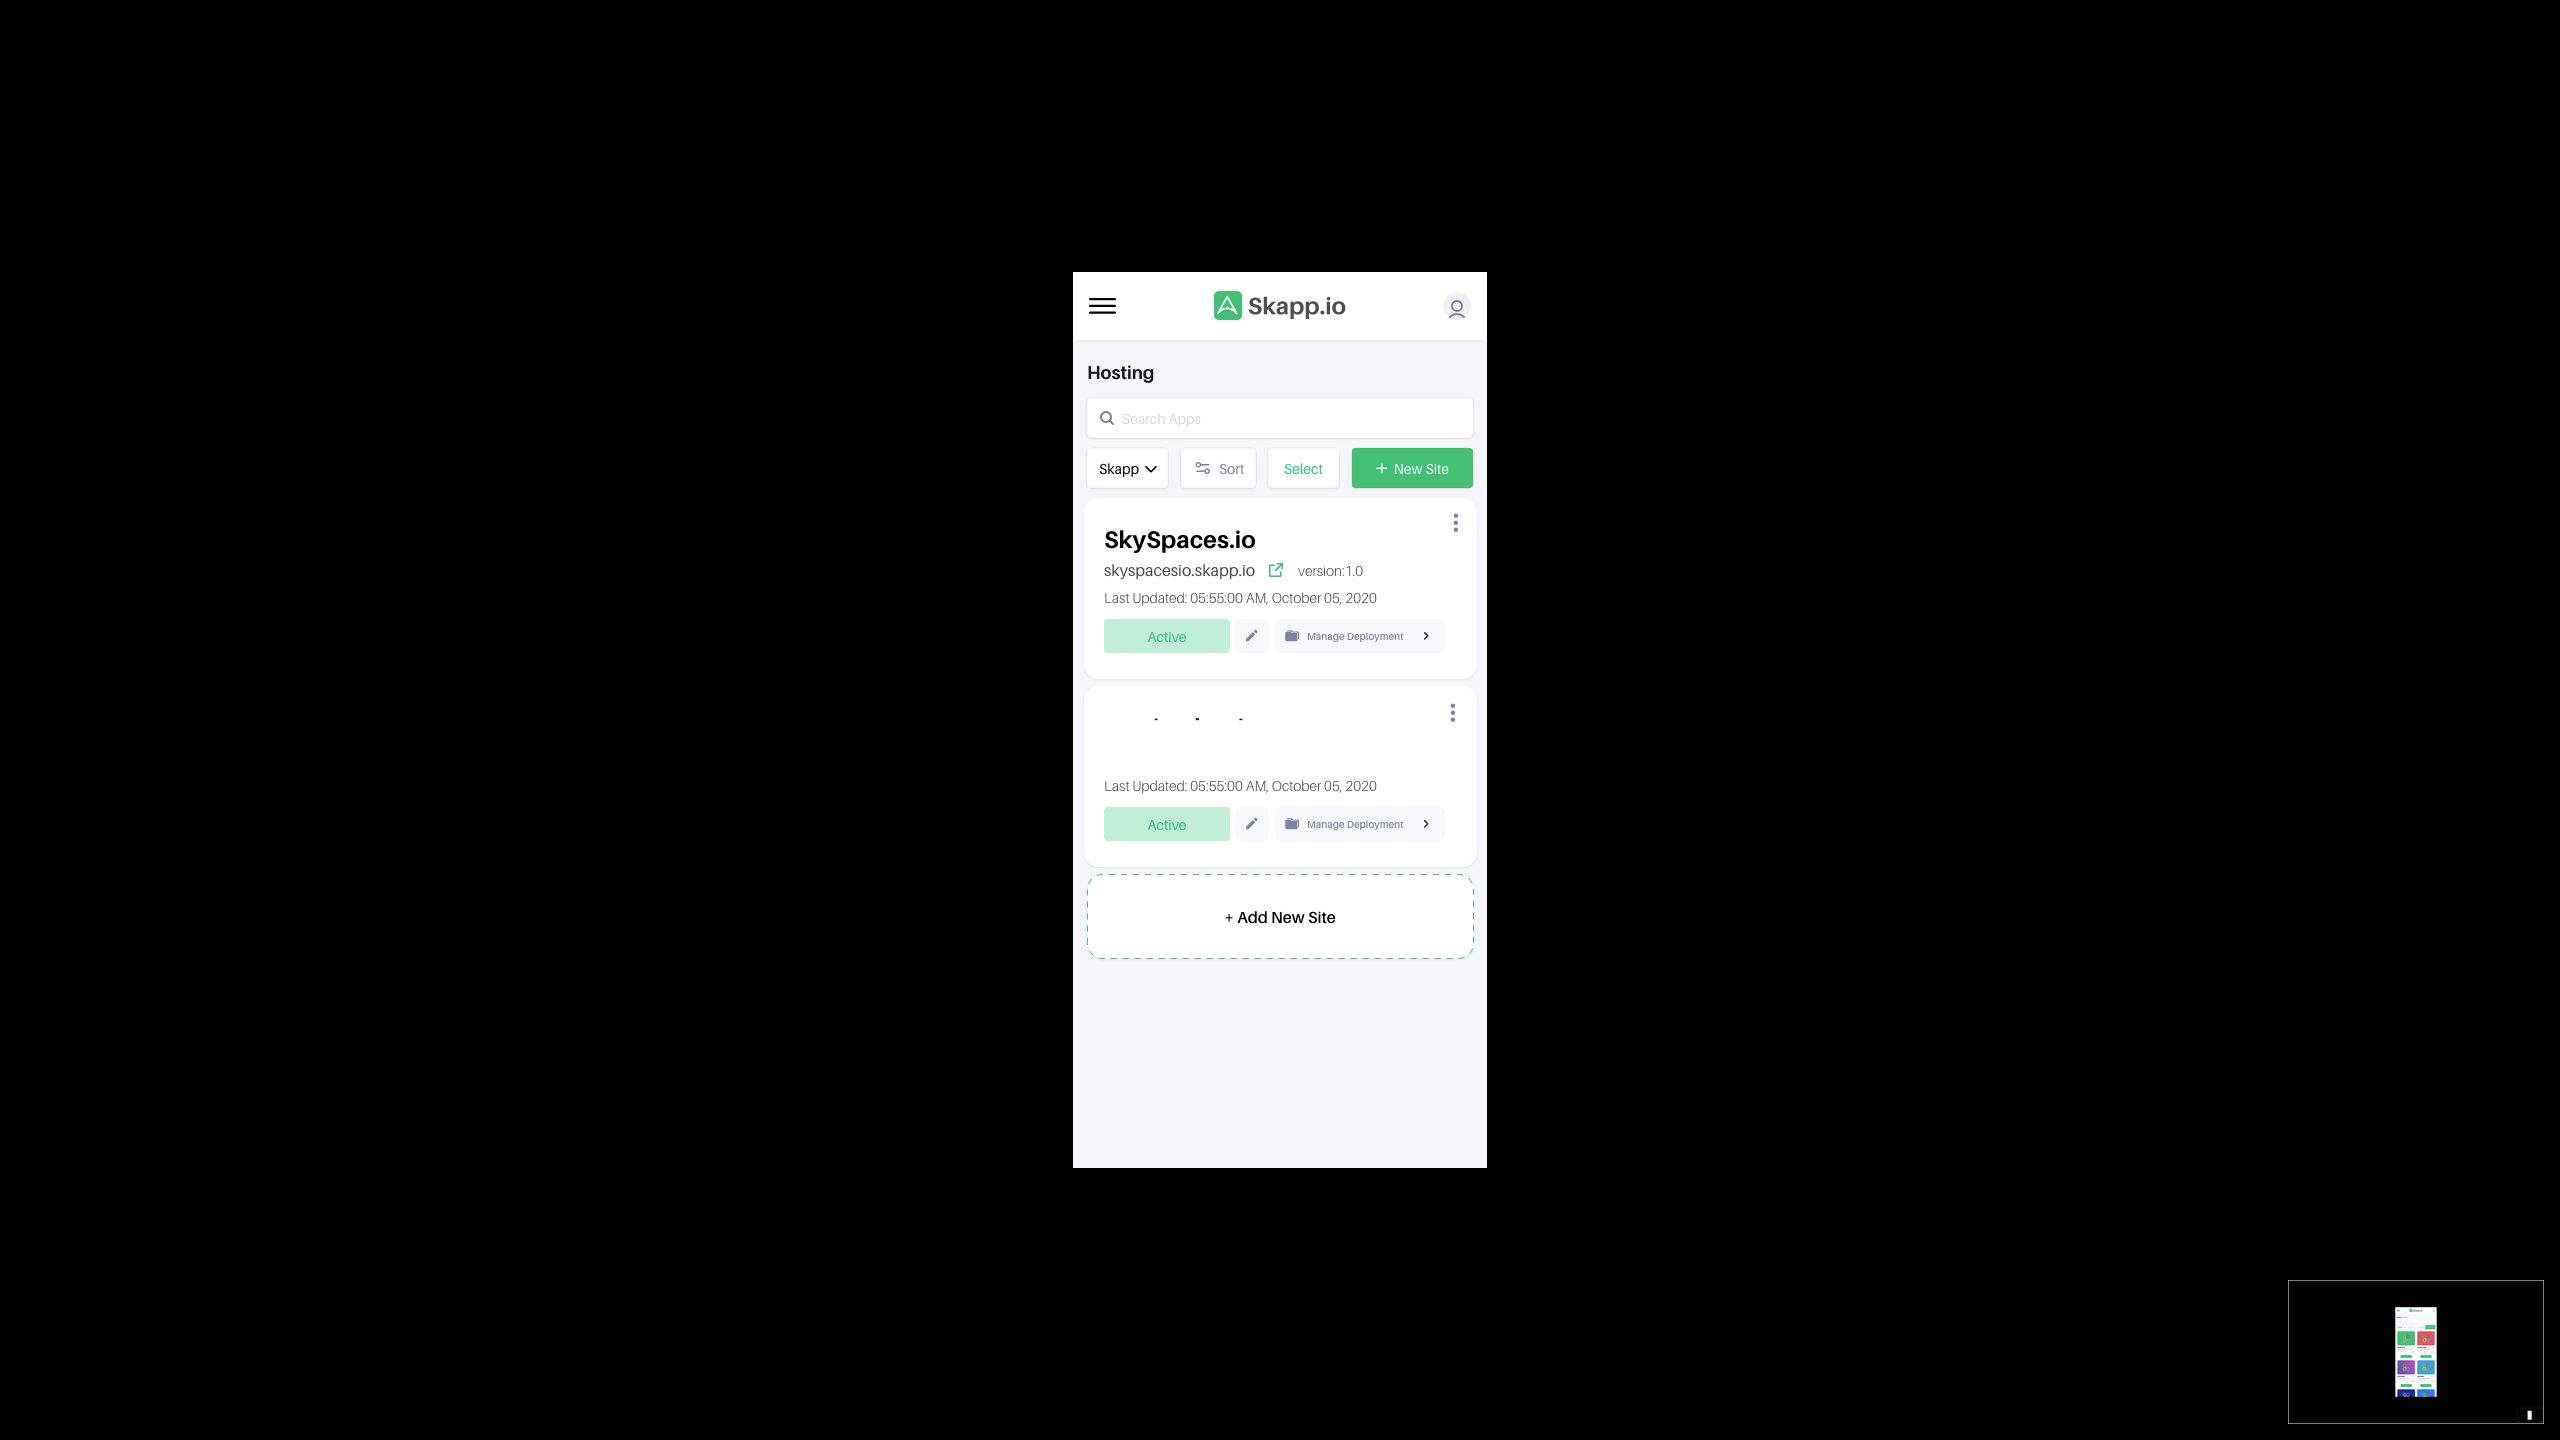 Skapp.io
Hosting
Search Apps
Skapp Sort Select + New Site
SkySpaces.io
skyspacesio.skapp.io version:1.0
Last Updated: 05:55:00 AM, October 05, 2020
Active Manage Deployment
Last Updated: 05:55:00 AM, October 05, 2020
Active Manage Deployment
+ Add New Site